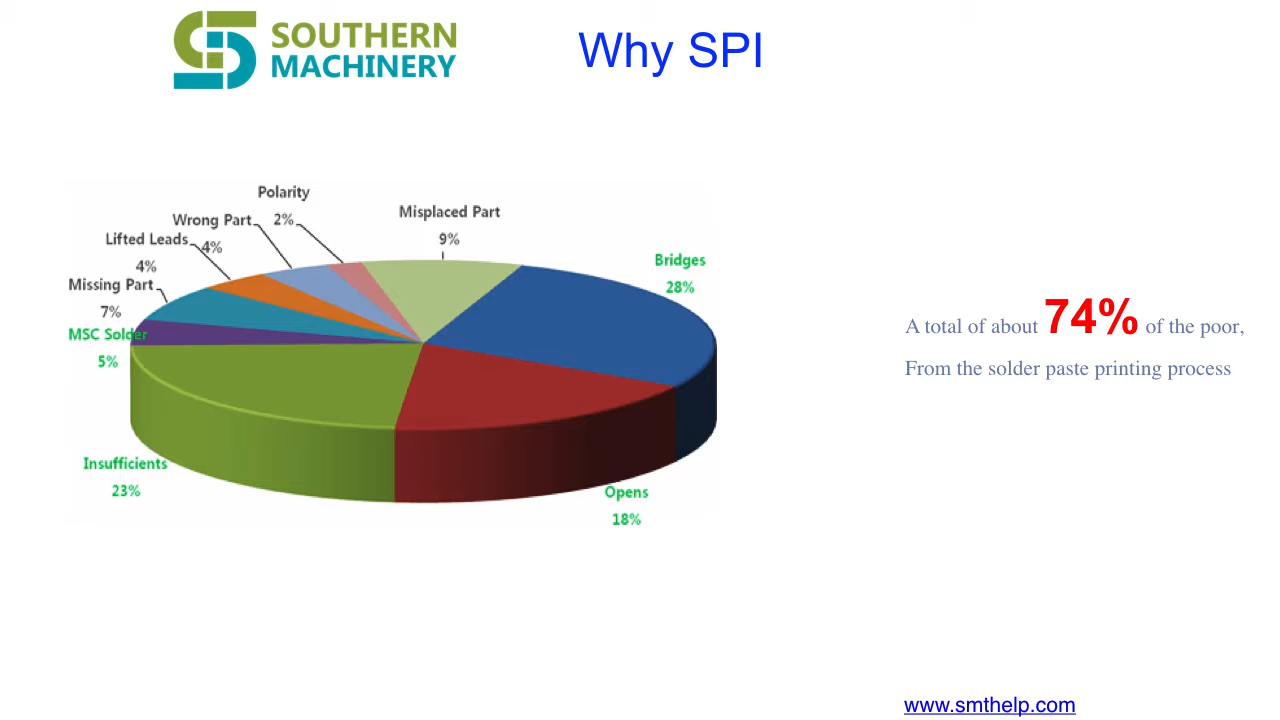 SOUTHERN
MACHINERY
Why SPI
Polarity
2%
Wrong Part
4%
Lifted Leads
4%
Missing Part
7%
MSC Solder
5%
Misplaced Part
9%
Bridges
28%
Insufficients
23%
Opens
18%
A total of about 74% of the poor,
From the solder paste printing process
www.smthelp.com